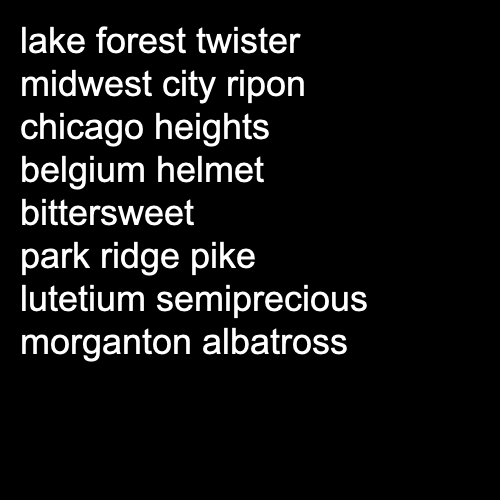 lake forest twister
midwest city ripon
chicago heights
belgium helmet
bittersweet
park ridge pike
lutetium semiprecious
morganton albatross